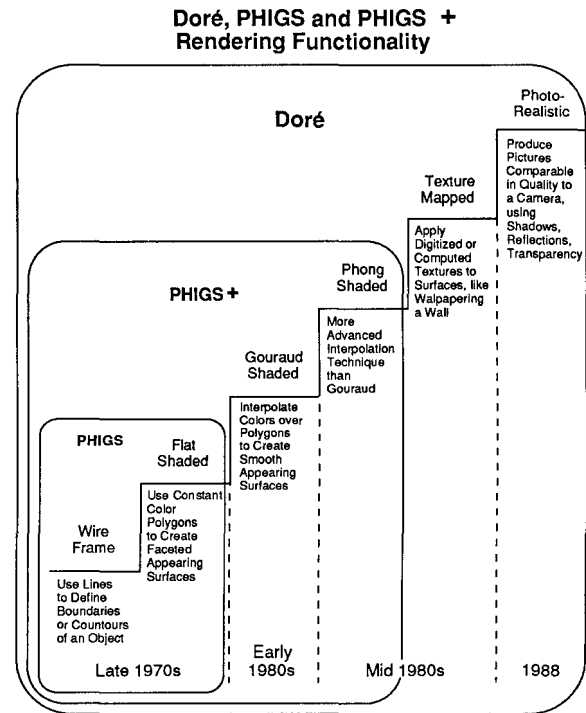 Doré, PHIGS and PHIGS +
Rendering Functionality
Doré
Photo-
Realistic
Produce
Pictures
Comparable
in Quality to
a Camera,
using
Shadows,
Reflections,
Transparency
Texture
Mapped
Apply
Digitized or
Computed
Textures to
Surfaces, like
Walpapering
a Wall
PHIGS+
Phong
Shaded
More
Advanced
Interpolation
Technique
than
Gouraud
Gouraud
Shaded
Interpolate
Colors over
Polygons
to Create
Smooth
Appearing
Surfaces
PHIGS
Flat
Shaded
Use Constant
Color
Polygons
to Create
Faceted
Appearing
Surfaces
Wire
Frame
Use Lines
to Define
Boundaries
or Countours
of an Object
Late 1970s
Early
1980s
Mid 1980s
1988